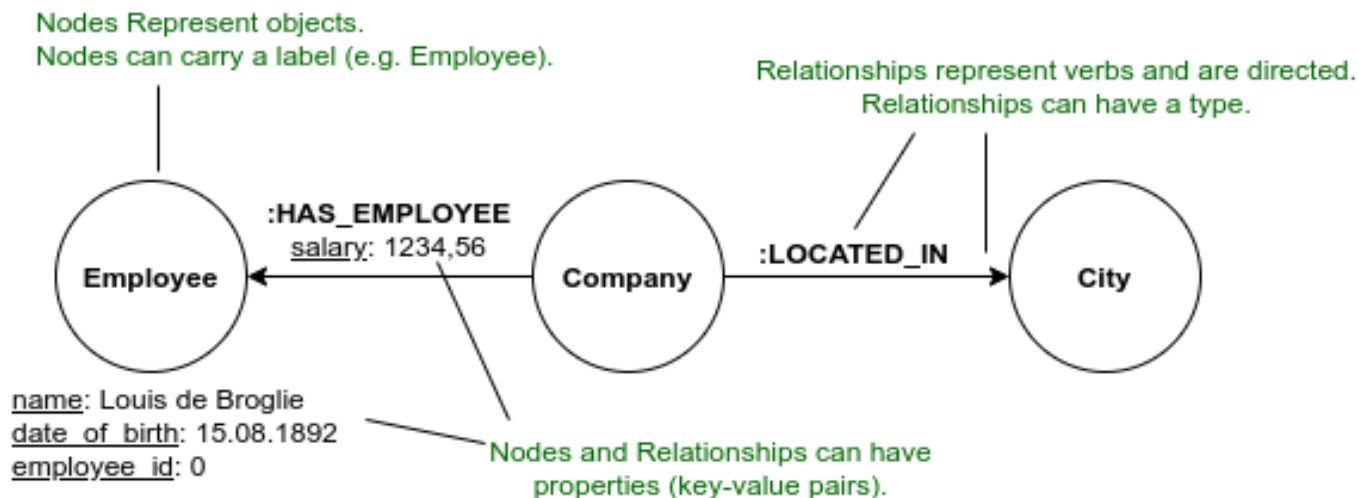 Nodes Represent objects.
Nodes can carry a label (e.g. Employee).
Relationships represent verbs and are directed.
Relationships can have a type.
:HAS_EMPLOYEE
salary: 1234,56
:LOCATED_IN
Employee
Company
City
name: Louis de Broglie
date_of_birth: 15.08.1892
employee_id: 0
Nodes and Relationships can have
properties (key-value pairs).